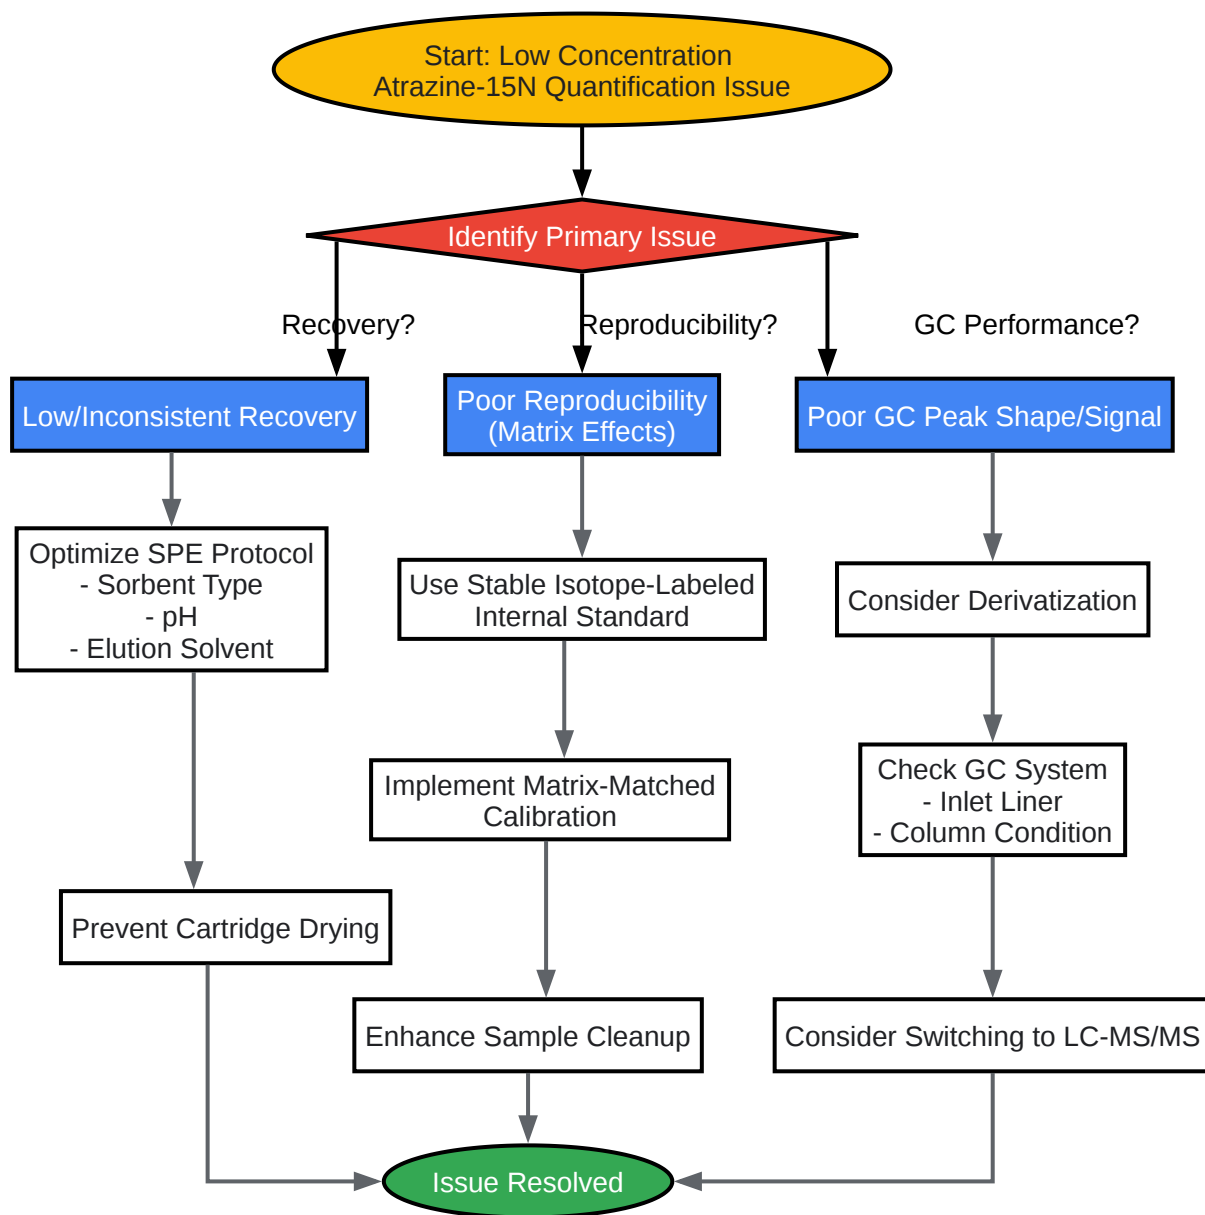 Start: Low Concentration
Atrazine-15N Quantification Issue
Identify Primary Issue
Recovery?
Reproducibility?
GC Performance?
Low/Inconsistent Recovery
Poor Reproducibility
(Matrix Effects)
Poor GC Peak Shape/Signal
Optimize SPE Protocol
- Sorbent Type
- pH
- Elution Solvent
Use Stable Isotope-Labeled
Internal Standard
Consider Derivatization
Implement Matrix-Matched
Calibration
Check GC System
- Inlet Liner
- Column Condition
Prevent Cartridge Drying
Enhance Sample Cleanup
Consider Switching to LC-MS/MS
Issue Resolved